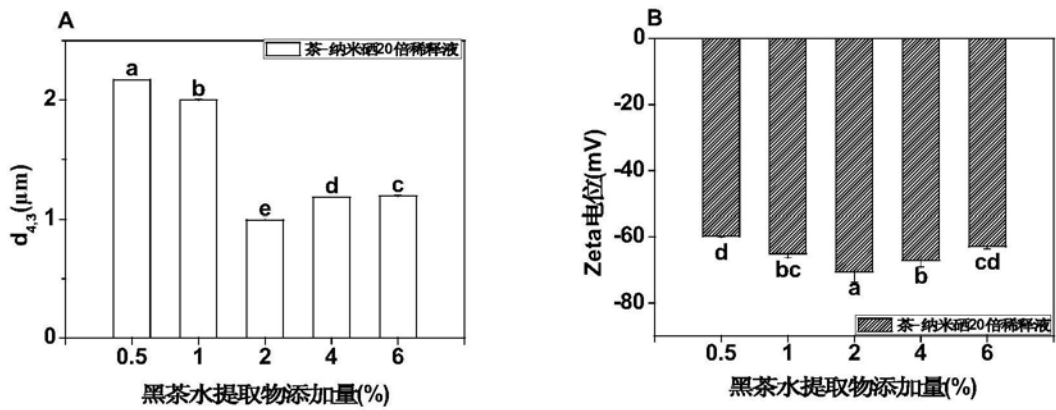 A
茶-纳米硒20倍稀释液
a
b
e
d
c
2
1
0
d4,3(μm)
0.5 1 2 4 6
黑茶水提取物添加量(%)
B
0
-20
-40
-60
-80
Zeta电位(mV)
d
bc
a
b
cd
茶-纳米硒20倍稀释液
0.5 1 2 4 6
黑茶水提取物添加量(%)